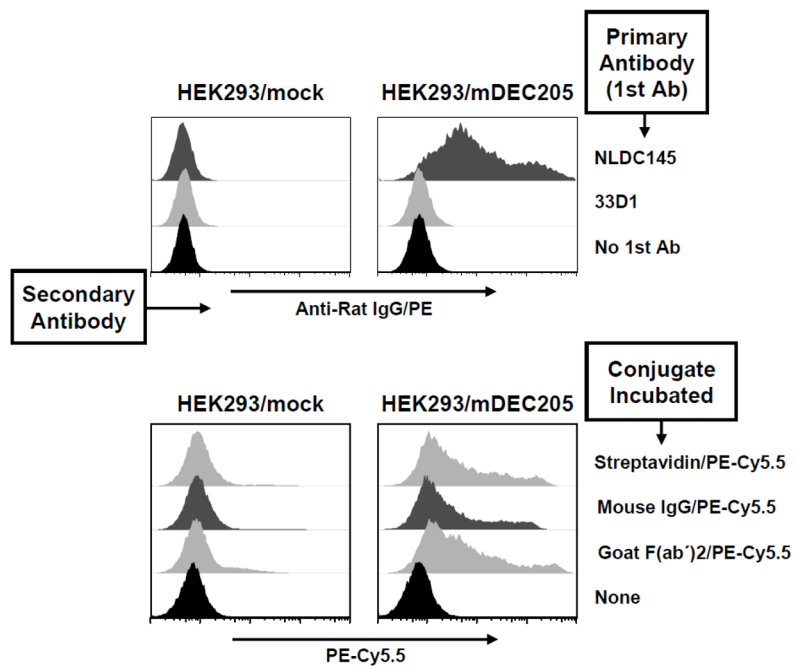 Primary
Antibody
(1st Ab)
HEK293/mock
HEK293/mDEC205
NLDC145
33D1
No 1st Ab
Secondary
Antibody
Anti-Rat IgG/PE
Conjugate
Incubated
HEK293/mock
HEK293/mDEC205
Streptavidin/PE-Cy5.5
Mouse IgG/PE-Cy5.5
Goat F(ab´)2/PE-Cy5.5
None
PE-Cy5.5